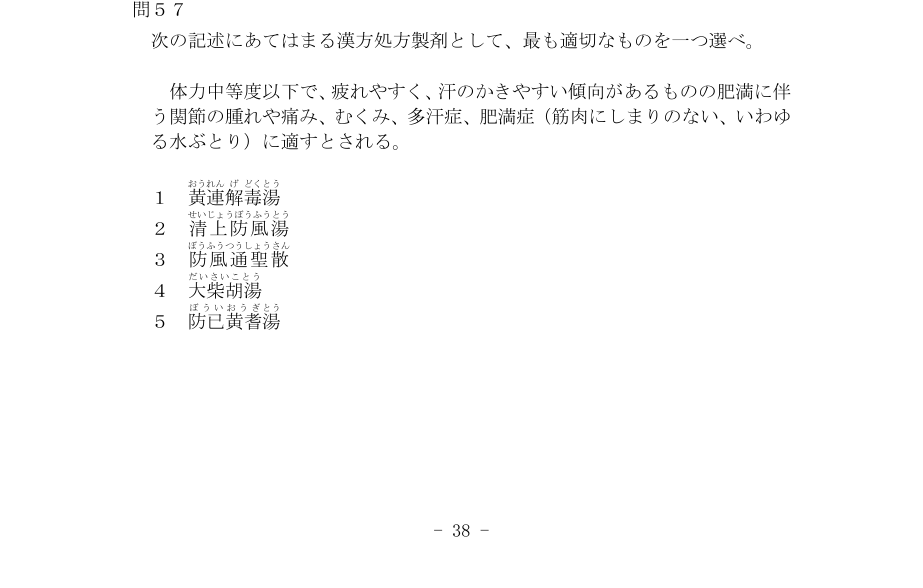 問５７
次の記述にあてはまる漢方処方製剤として、最も適切なものを一つ選べ。
体力中等度以下で、疲れやすく、汗のかきやすい傾向があるものの肥満に伴
う関節の腫れや痛み、むくみ、多汗症、肥満症（筋肉にしまりのない、いわゆ
る水ぶとり）に適すとされる。
おうれん げ どくとう
１ 黄連解毒湯
せいじょうぼうふうとう
２ 清上防風湯
ぼうふうつうしょうさん
３ 防風通聖散
だいさいことう
４ 大柴胡湯
ぼういおうぎとう
５ 防已黄耆湯
- 38 -